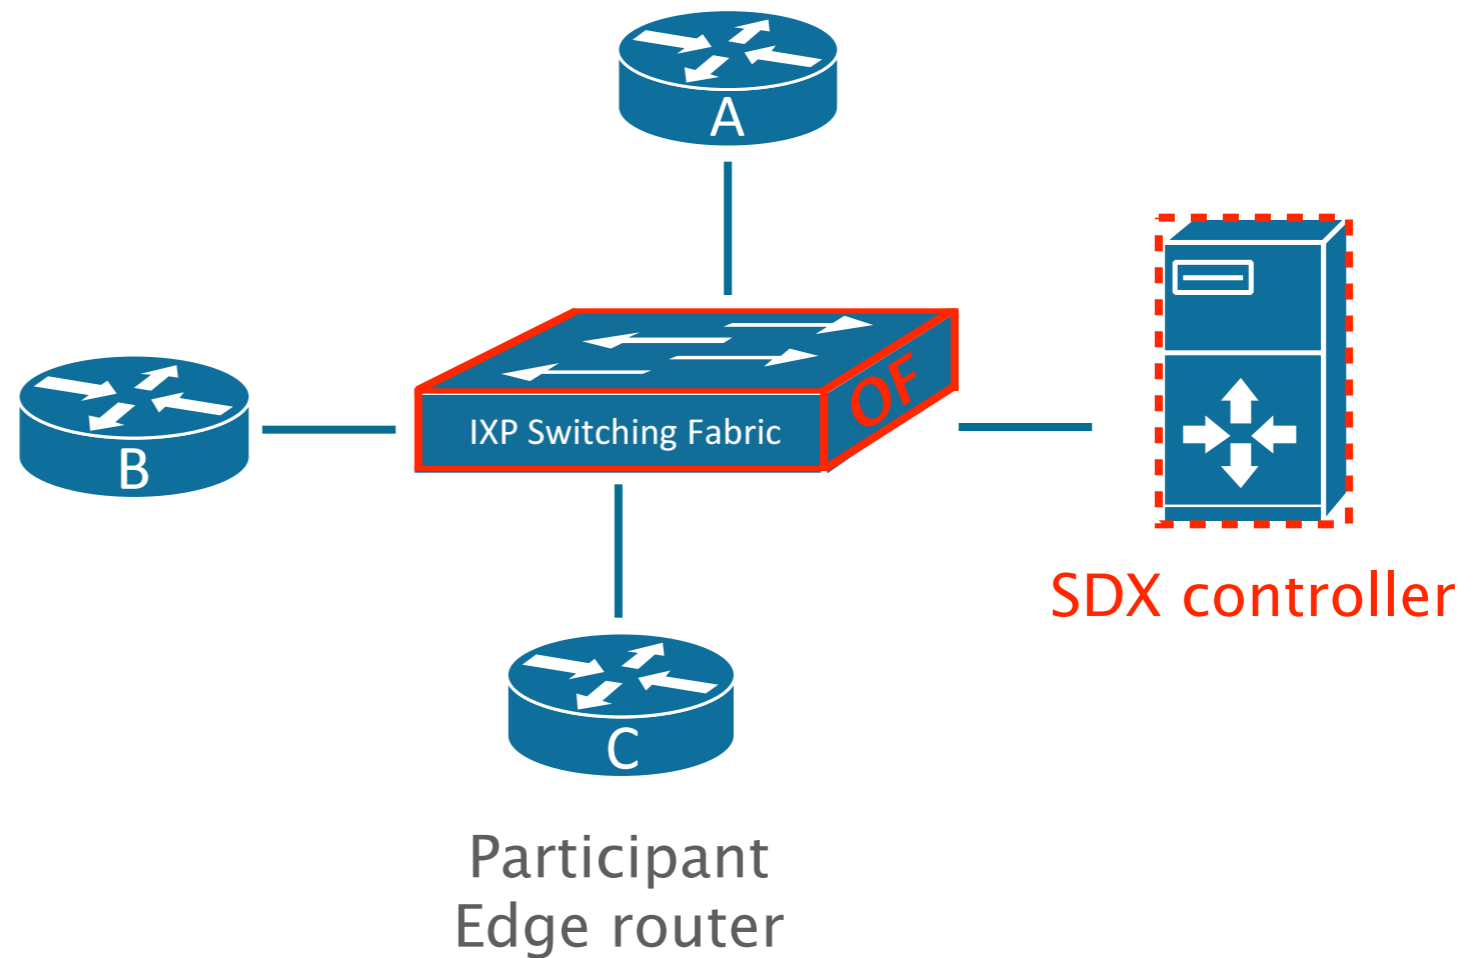 A
OF
IXP Switching Fabric
B
SDX controller
C
Participant
Edge router